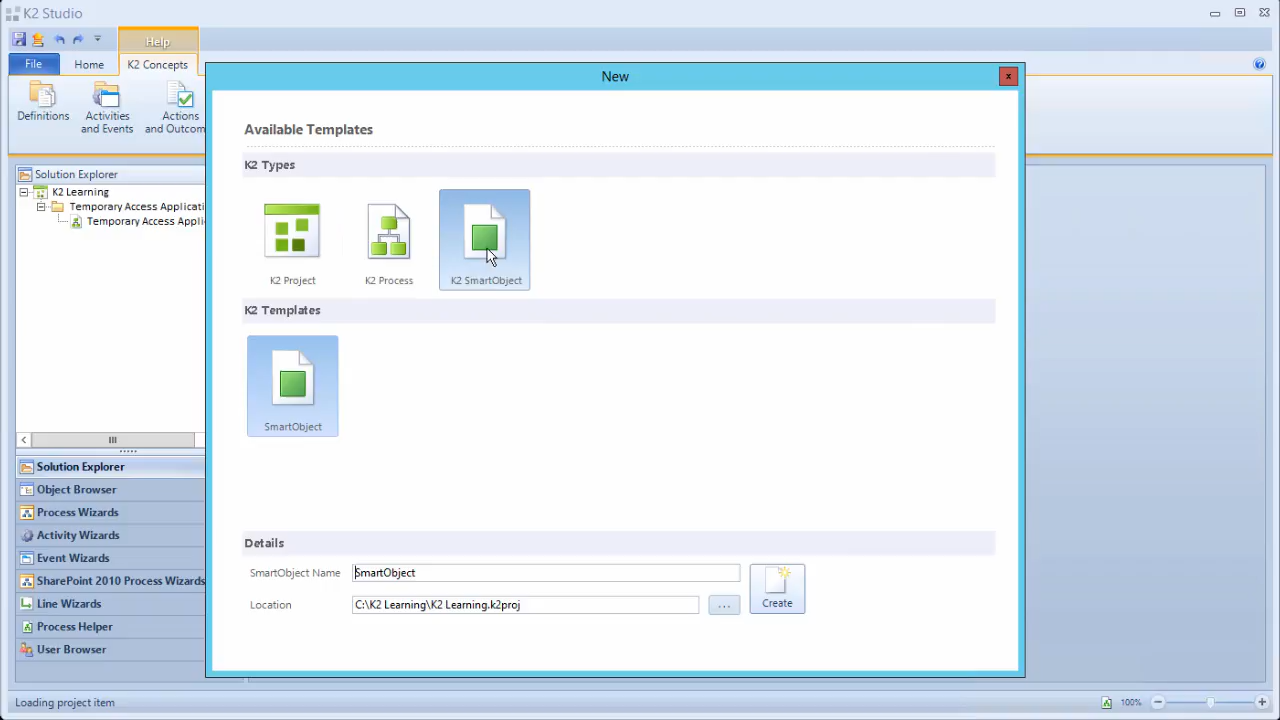 K2 Studio
Help
File
Home
K2 Concepts
Definitions
Activities
and Events
Actions
and Outcom
New
Available Templates
K2 Types
K2 Project
K2 Process
K2 SmartObject
K2 Templates
SmartObject
Details
SmartObject Name
SmartObject
Location
C:\K2 Learning\K2 Learning.k2proj
...
Create
Solution Explorer
K2 Learning
Temporary Access Applicati
Temporary Access Appli
Solution Explorer
Object Browser
Process Wizards
Activity Wizards
Event Wizards
SharePoint 2010 Process Wizards
Line Wizards
Process Helper
User Browser
Loading project item
100%